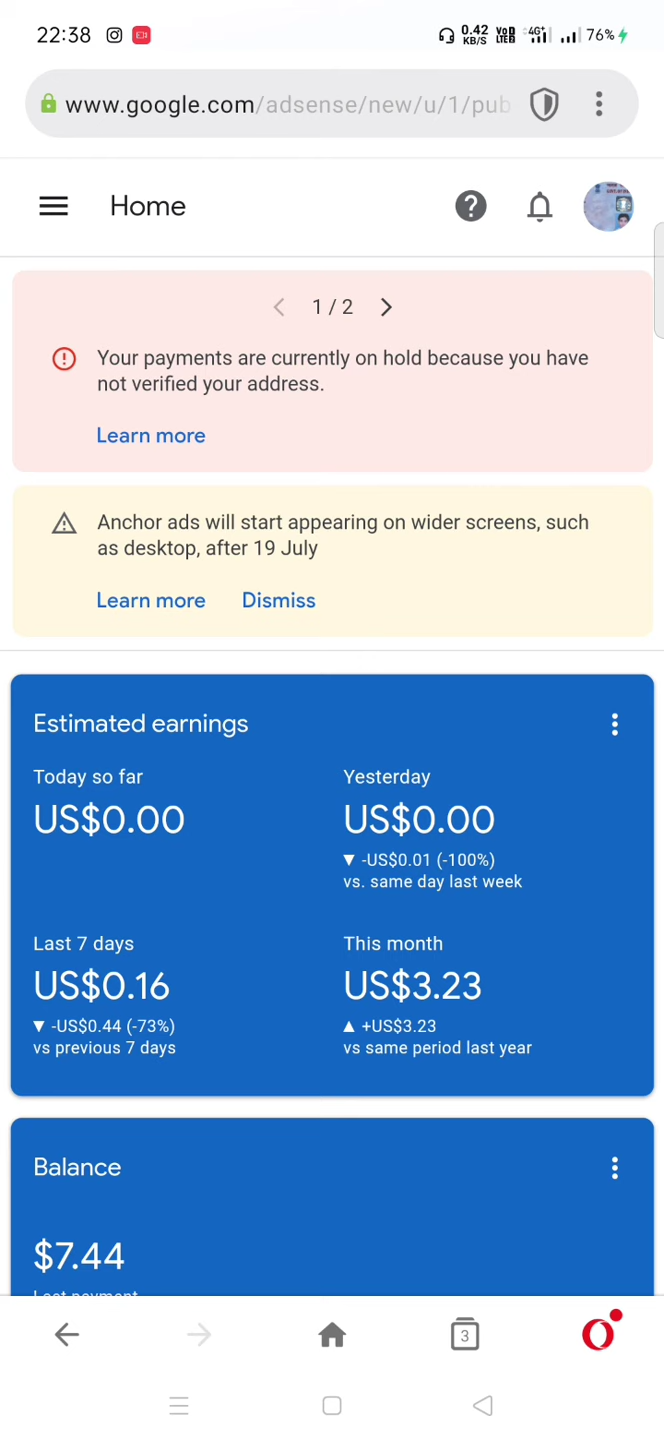 22:38
0.42 KB/S VoD LTEB 4G+ 76%
www.google.com/adsense/new/u/1/pub
Home
1 / 2
Your payments are currently on hold because you have
not verified your address.
Learn more
Anchor ads will start appearing on wider screens, such
as desktop, after 19 July
Learn more Dismiss
Estimated earnings
Today so far Yesterday
US$0.00 US$0.00
▼ -US$0.01 (-100%)
vs. same day last week
Last 7 days This month
US$0.16 US$3.23
▼ -US$0.44 (-73%) ▲ +US$3.23
vs previous 7 days vs same period last year
Balance
$7.44
Last payment
3